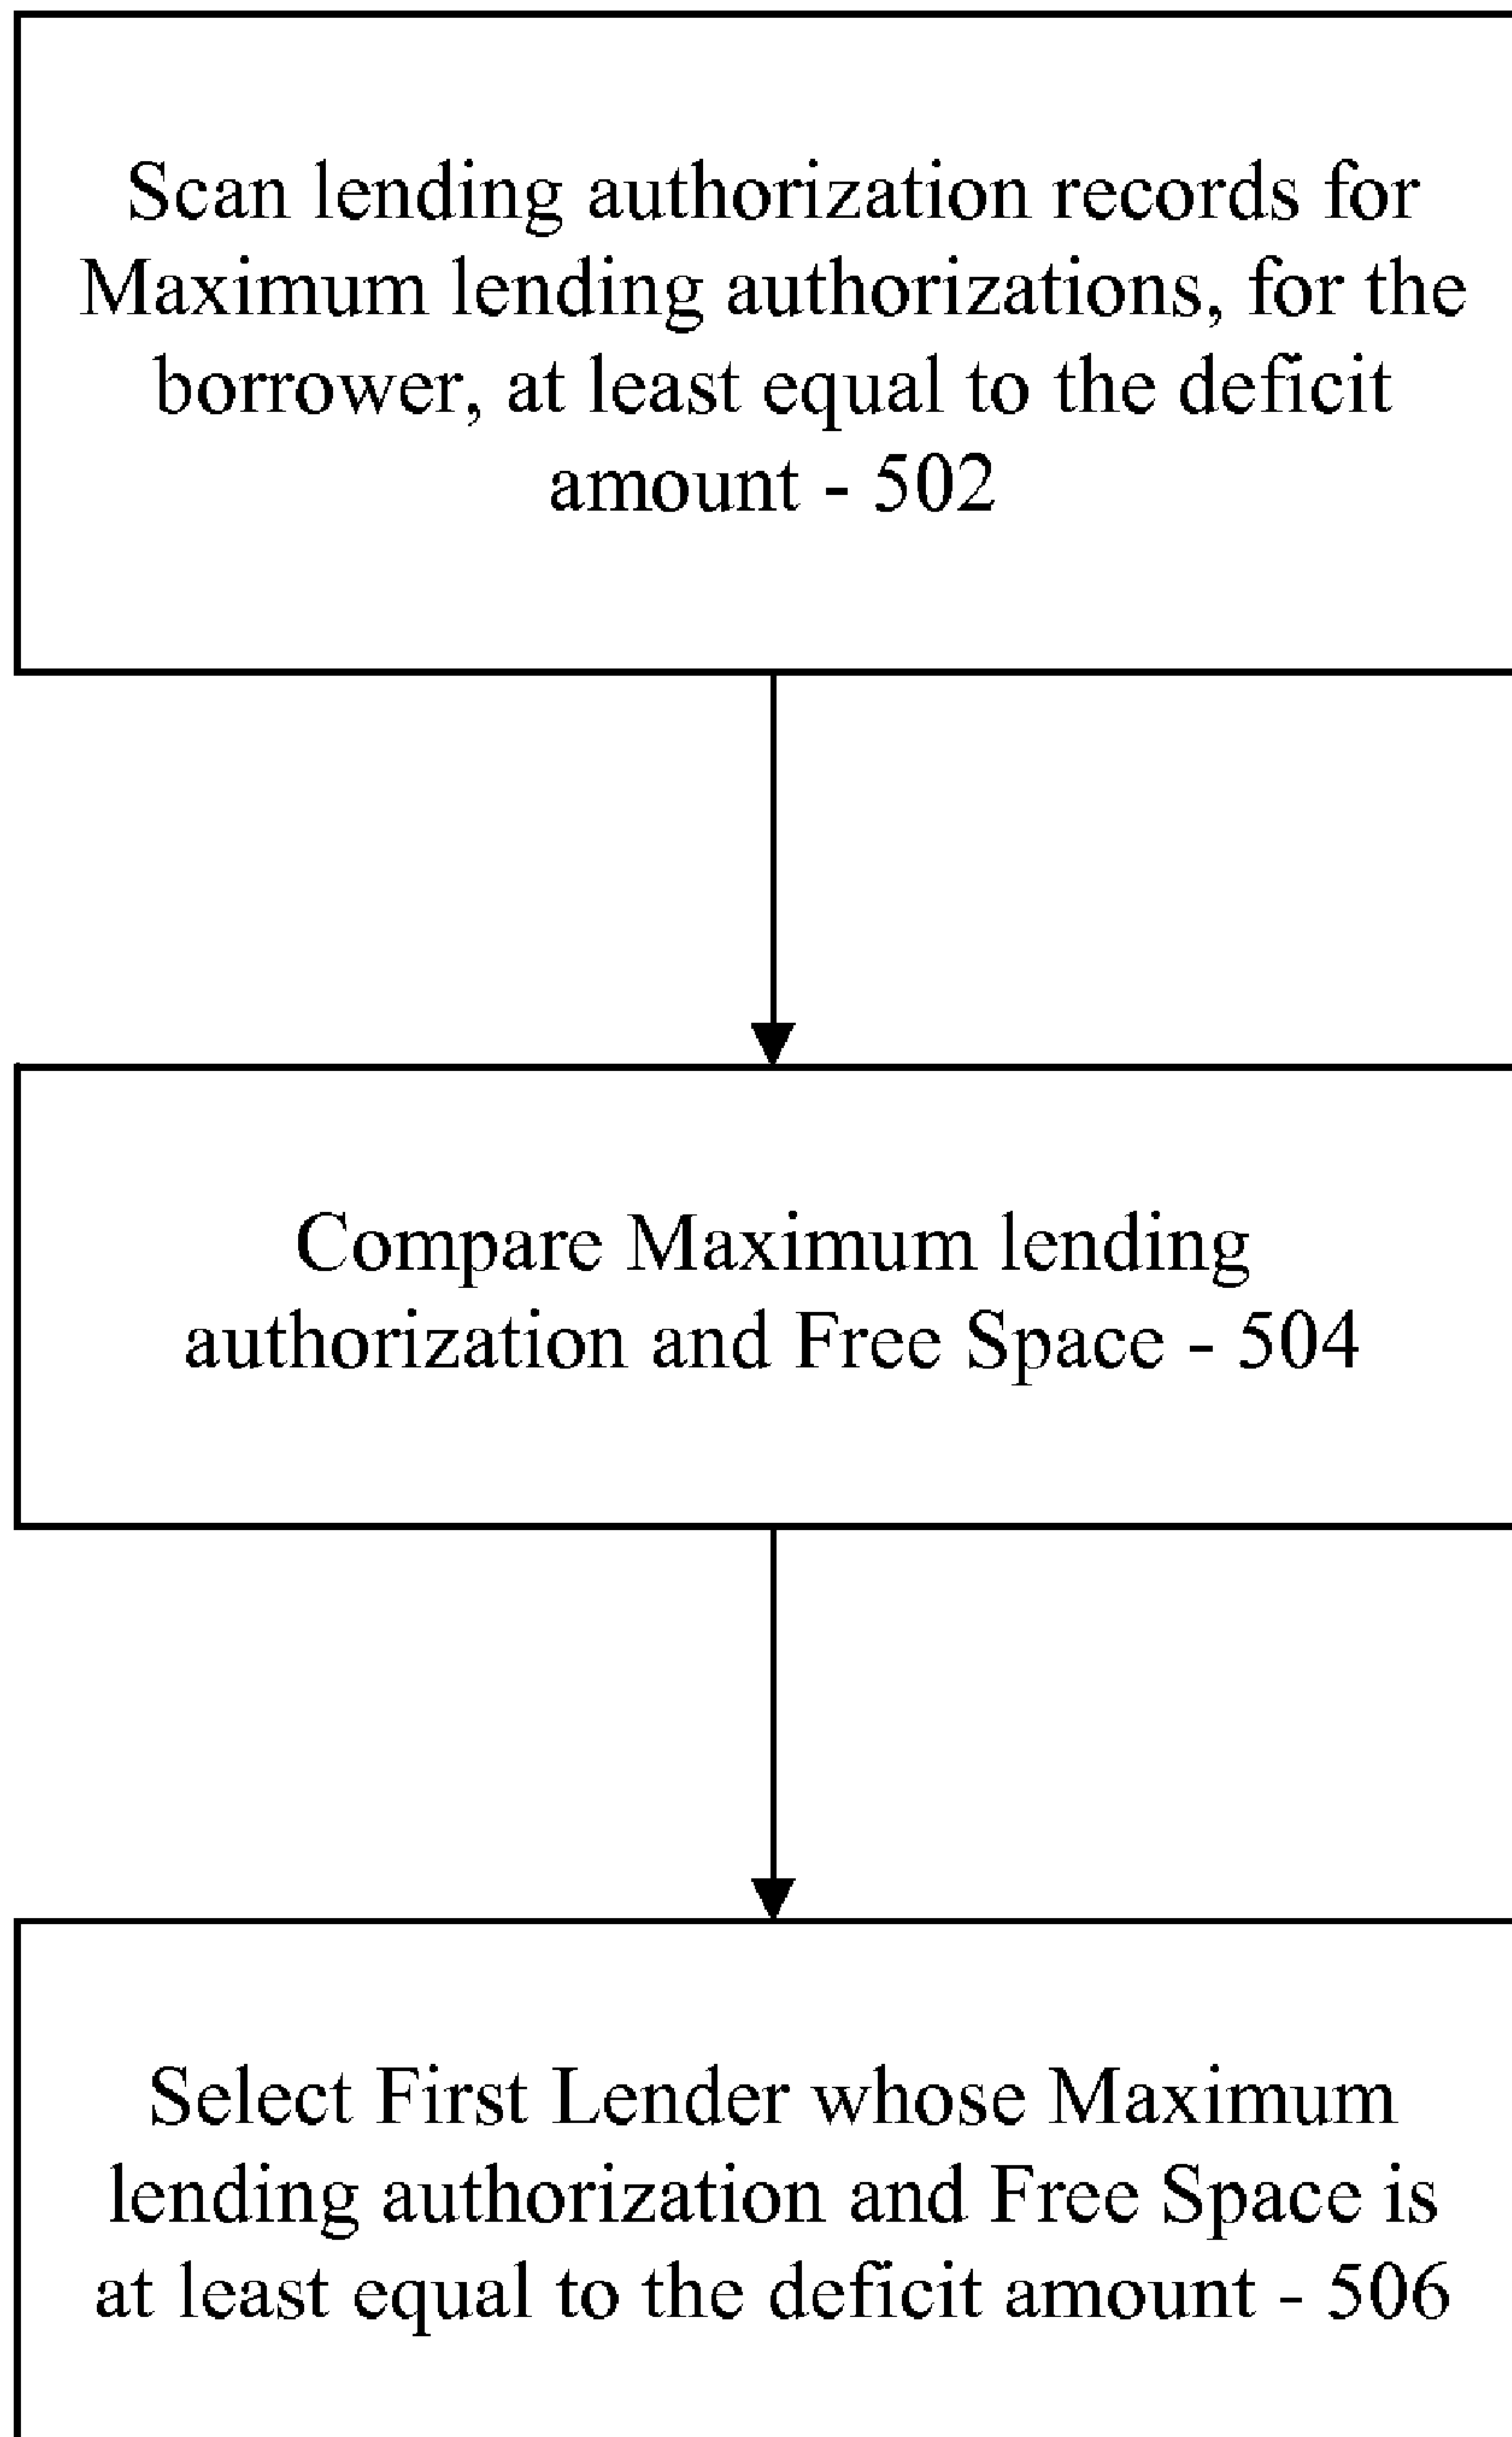 Scan lending authorization records for
Maximum lending authorizations, for the
borrower, at least equal to the deficit
amount - 502
Compare Maximum lending
authorization and Free Space - 504
Select First Lender whose Maximum
lending authorization and Free Space is
at least equal to the deficit amount - 506